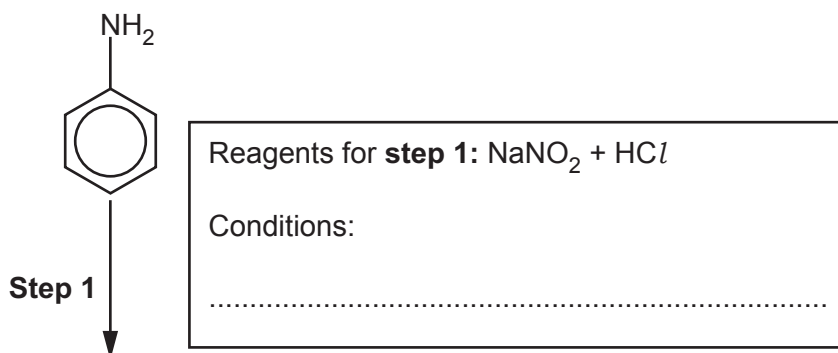 NH₂
Reagents for step 1: NaNO₂ + HCl
Conditions:
Step 1
................................................................................